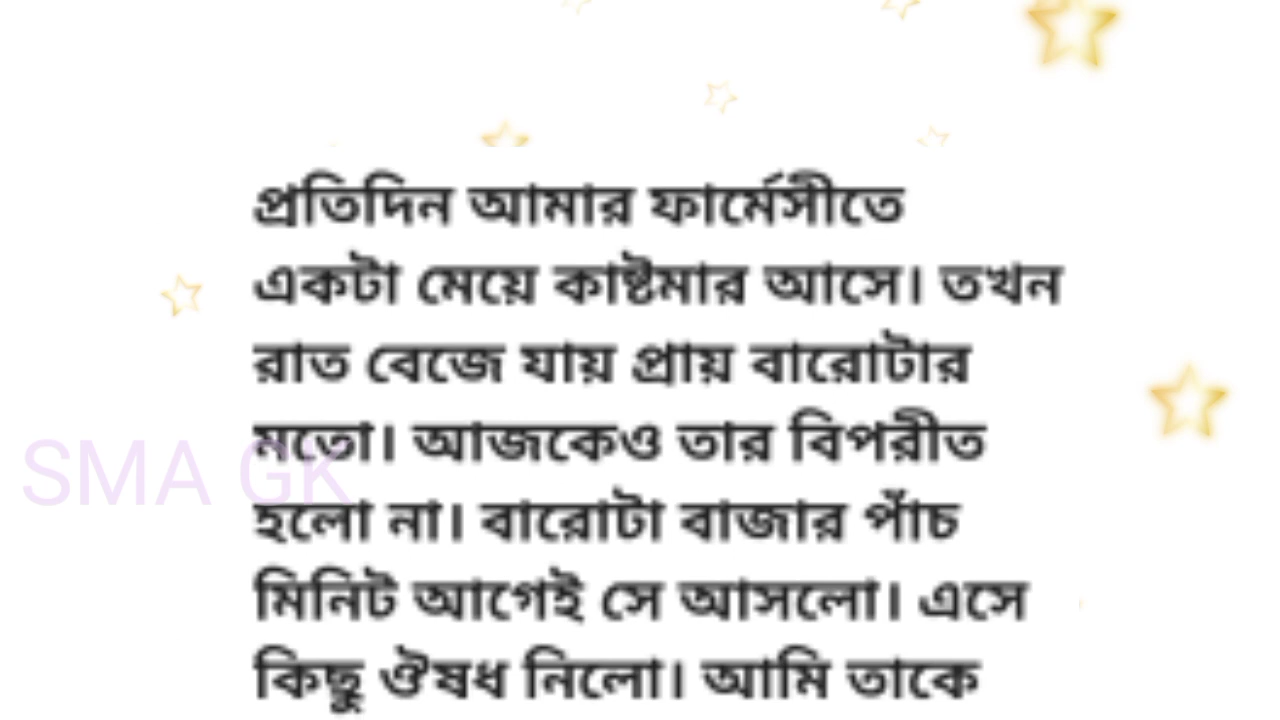 প্রতিদিন আমার ফার্মেসীতে
একটা মেয়ে কাষ্টমার আসে। তখন
রাত বেজে যায় প্রায় বারোটার
মতো। আজকেও তার বিপরীত
SMA GK
হলো না। বারোটা বাজার পাঁচ
মিনিট আগেই সে আসলো। এসে
কিছু ঔষধ নিলো। আমি তাকে